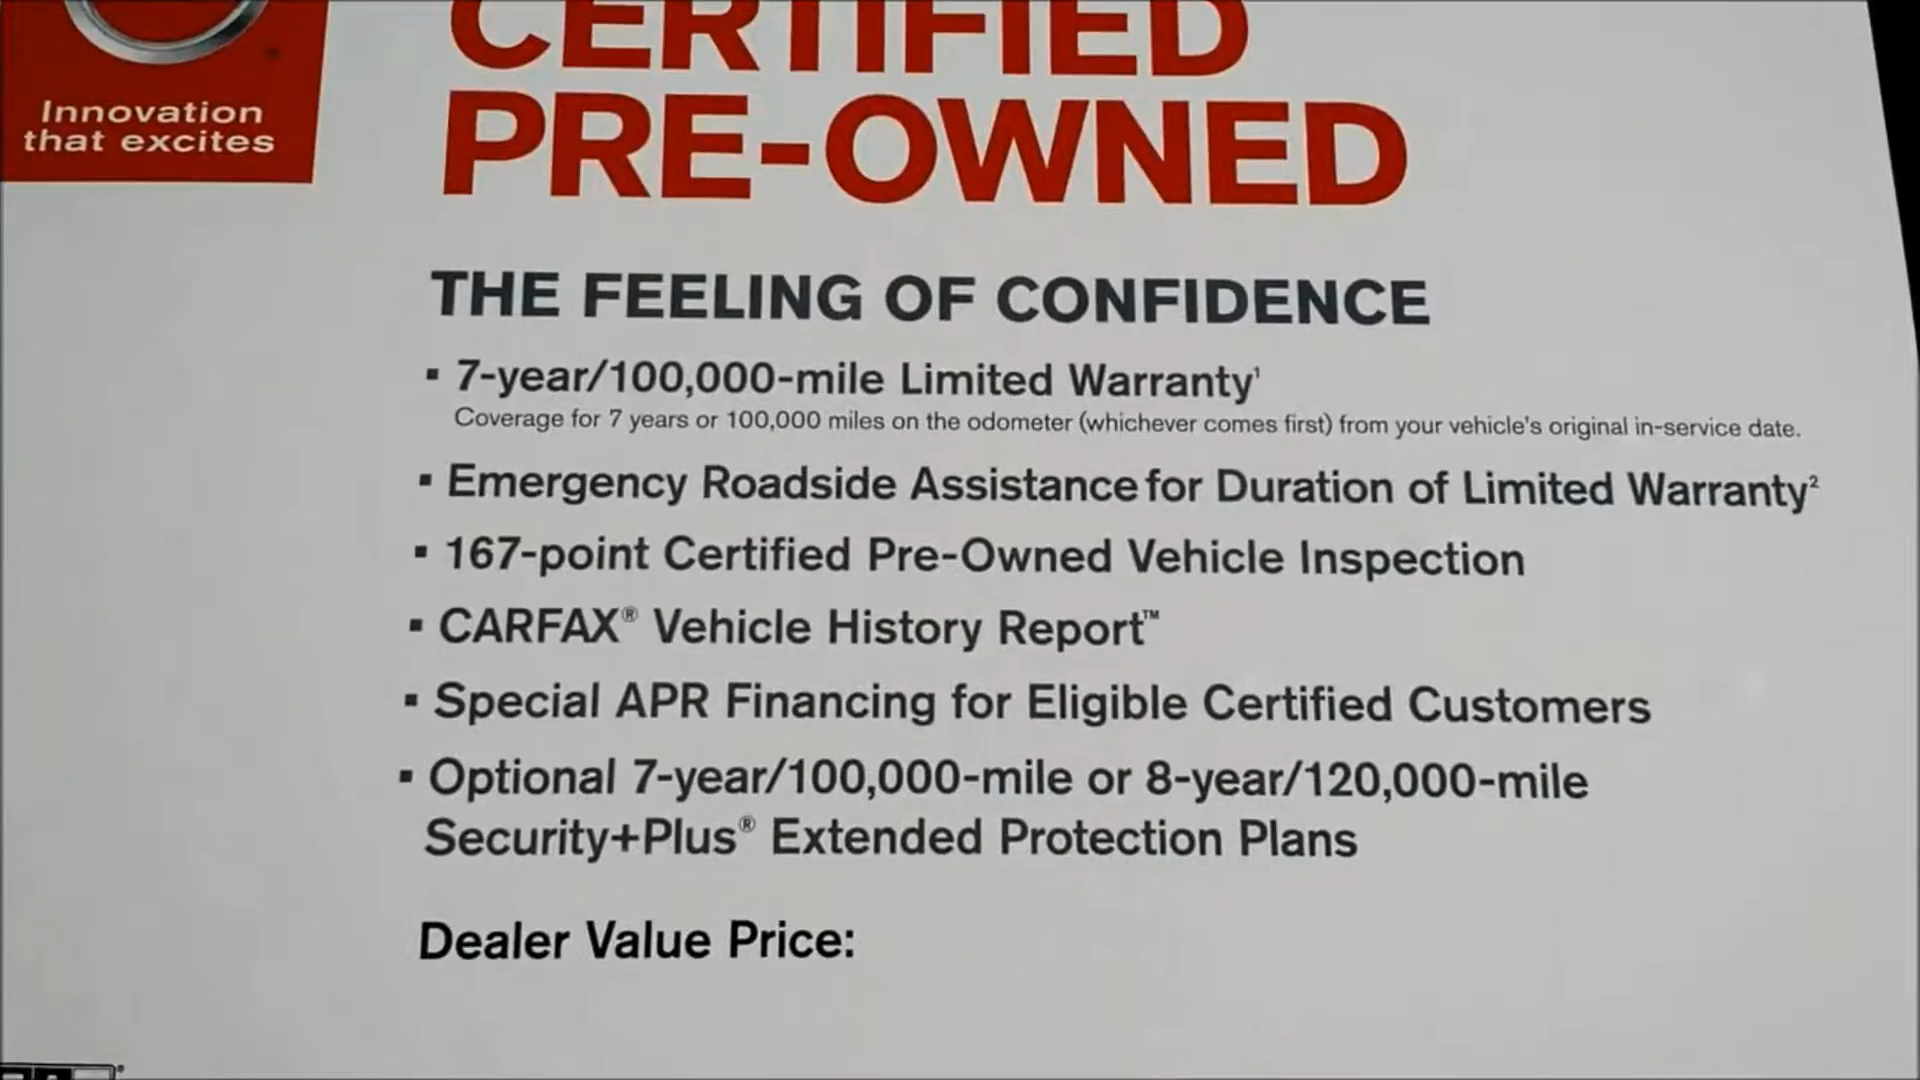 Innovation
that excites
CERTIFIED
PRE-OWNED
THE FEELING OF CONFIDENCE
▪ 7-year/100,000-mile Limited Warranty¹
Coverage for 7 years or 100,000 miles on the odometer (whichever comes first) from your vehicle's original in-service date.
▪ Emergency Roadside Assistance for Duration of Limited Warranty²
▪ 167-point Certified Pre-Owned Vehicle Inspection
▪ CARFAX® Vehicle History Report™
▪ Special APR Financing for Eligible Certified Customers
▪ Optional 7-year/100,000-mile or 8-year/120,000-mile
Security+Plus® Extended Protection Plans
Dealer Value Price: